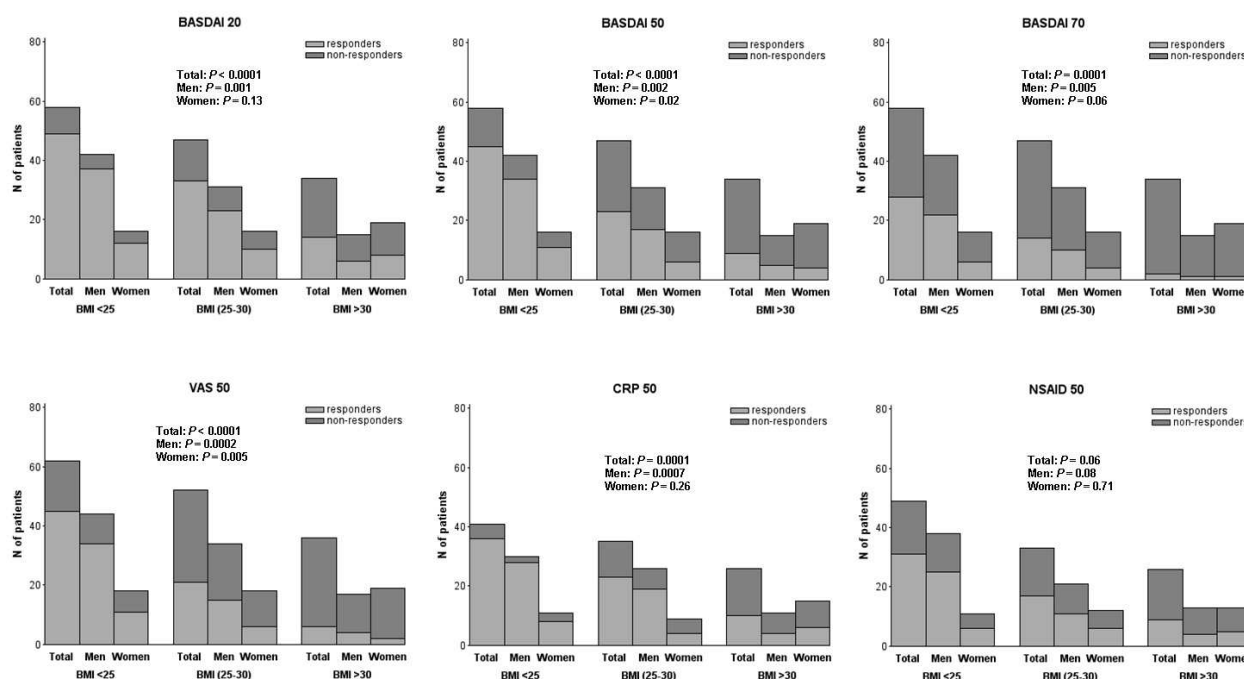 BASDAI 20
80
60
40
20
0
N of patients
responders
non-responders
Total: P < 0.0001
Men: P = 0.001
Women: P = 0.13
Total Men Women Total Men Women Total Men Women
BMI <25 BMI (25-30) BMI >30
BASDAI 50
80
60
40
20
0
N of patients
responders
non-responders
Total: P < 0.0001
Men: P = 0.002
Women: P = 0.02
Total Men Women Total Men Women Total Men Women
BMI <25 BMI (25-30) BMI >30
BASDAI 70
80
60
40
20
0
N of patients
responders
non-responders
Total: P = 0.0001
Men: P = 0.005
Women: P = 0.06
Total Men Women Total Men Women Total Men Women
BMI <25 BMI (25-30) BMI >30
VAS 50
80
60
40
20
0
N of patients
responders
non-responders
Total: P < 0.0001
Men: P = 0.0002
Women: P = 0.005
Total Men Women Total Men Women Total Men Women
BMI <25 BMI (25-30) BMI >30
CRP 50
80
60
40
20
0
N of patients
responders
non-responders
Total: P = 0.0001
Men: P = 0.0007
Women: P = 0.26
Total Men Women Total Men Women Total Men Women
BMI <25 BMI (25-30) BMI >30
NSAID 50
80
60
40
20
0
N of patients
responders
non-responders
Total: P = 0.06
Men: P = 0.08
Women: P = 0.71
Total Men Women Total Men Women Total Men Women
BMI <25 BMI (25-30) BMI >30